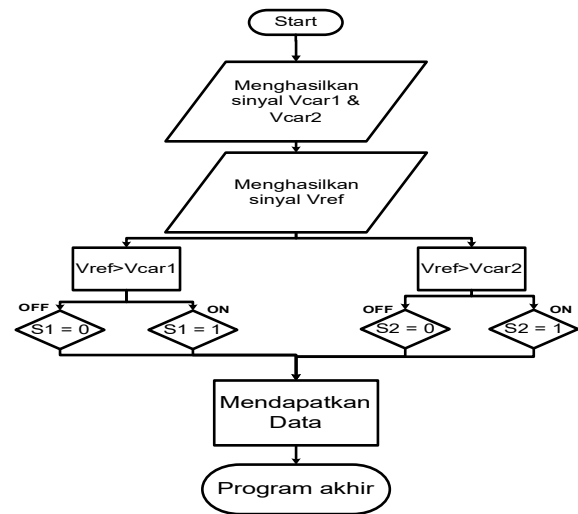 Start
Menghasilkan
sinyal Vcar1 &
Vcar2
Menghasilkan
sinyal Vref
Vref>Vcar1
Vref>Vcar2
OFF
ON
OFF
ON
S1 = 0
S1 = 1
S2 = 0
S2 = 1
Mendapatkan
Data
Program akhir